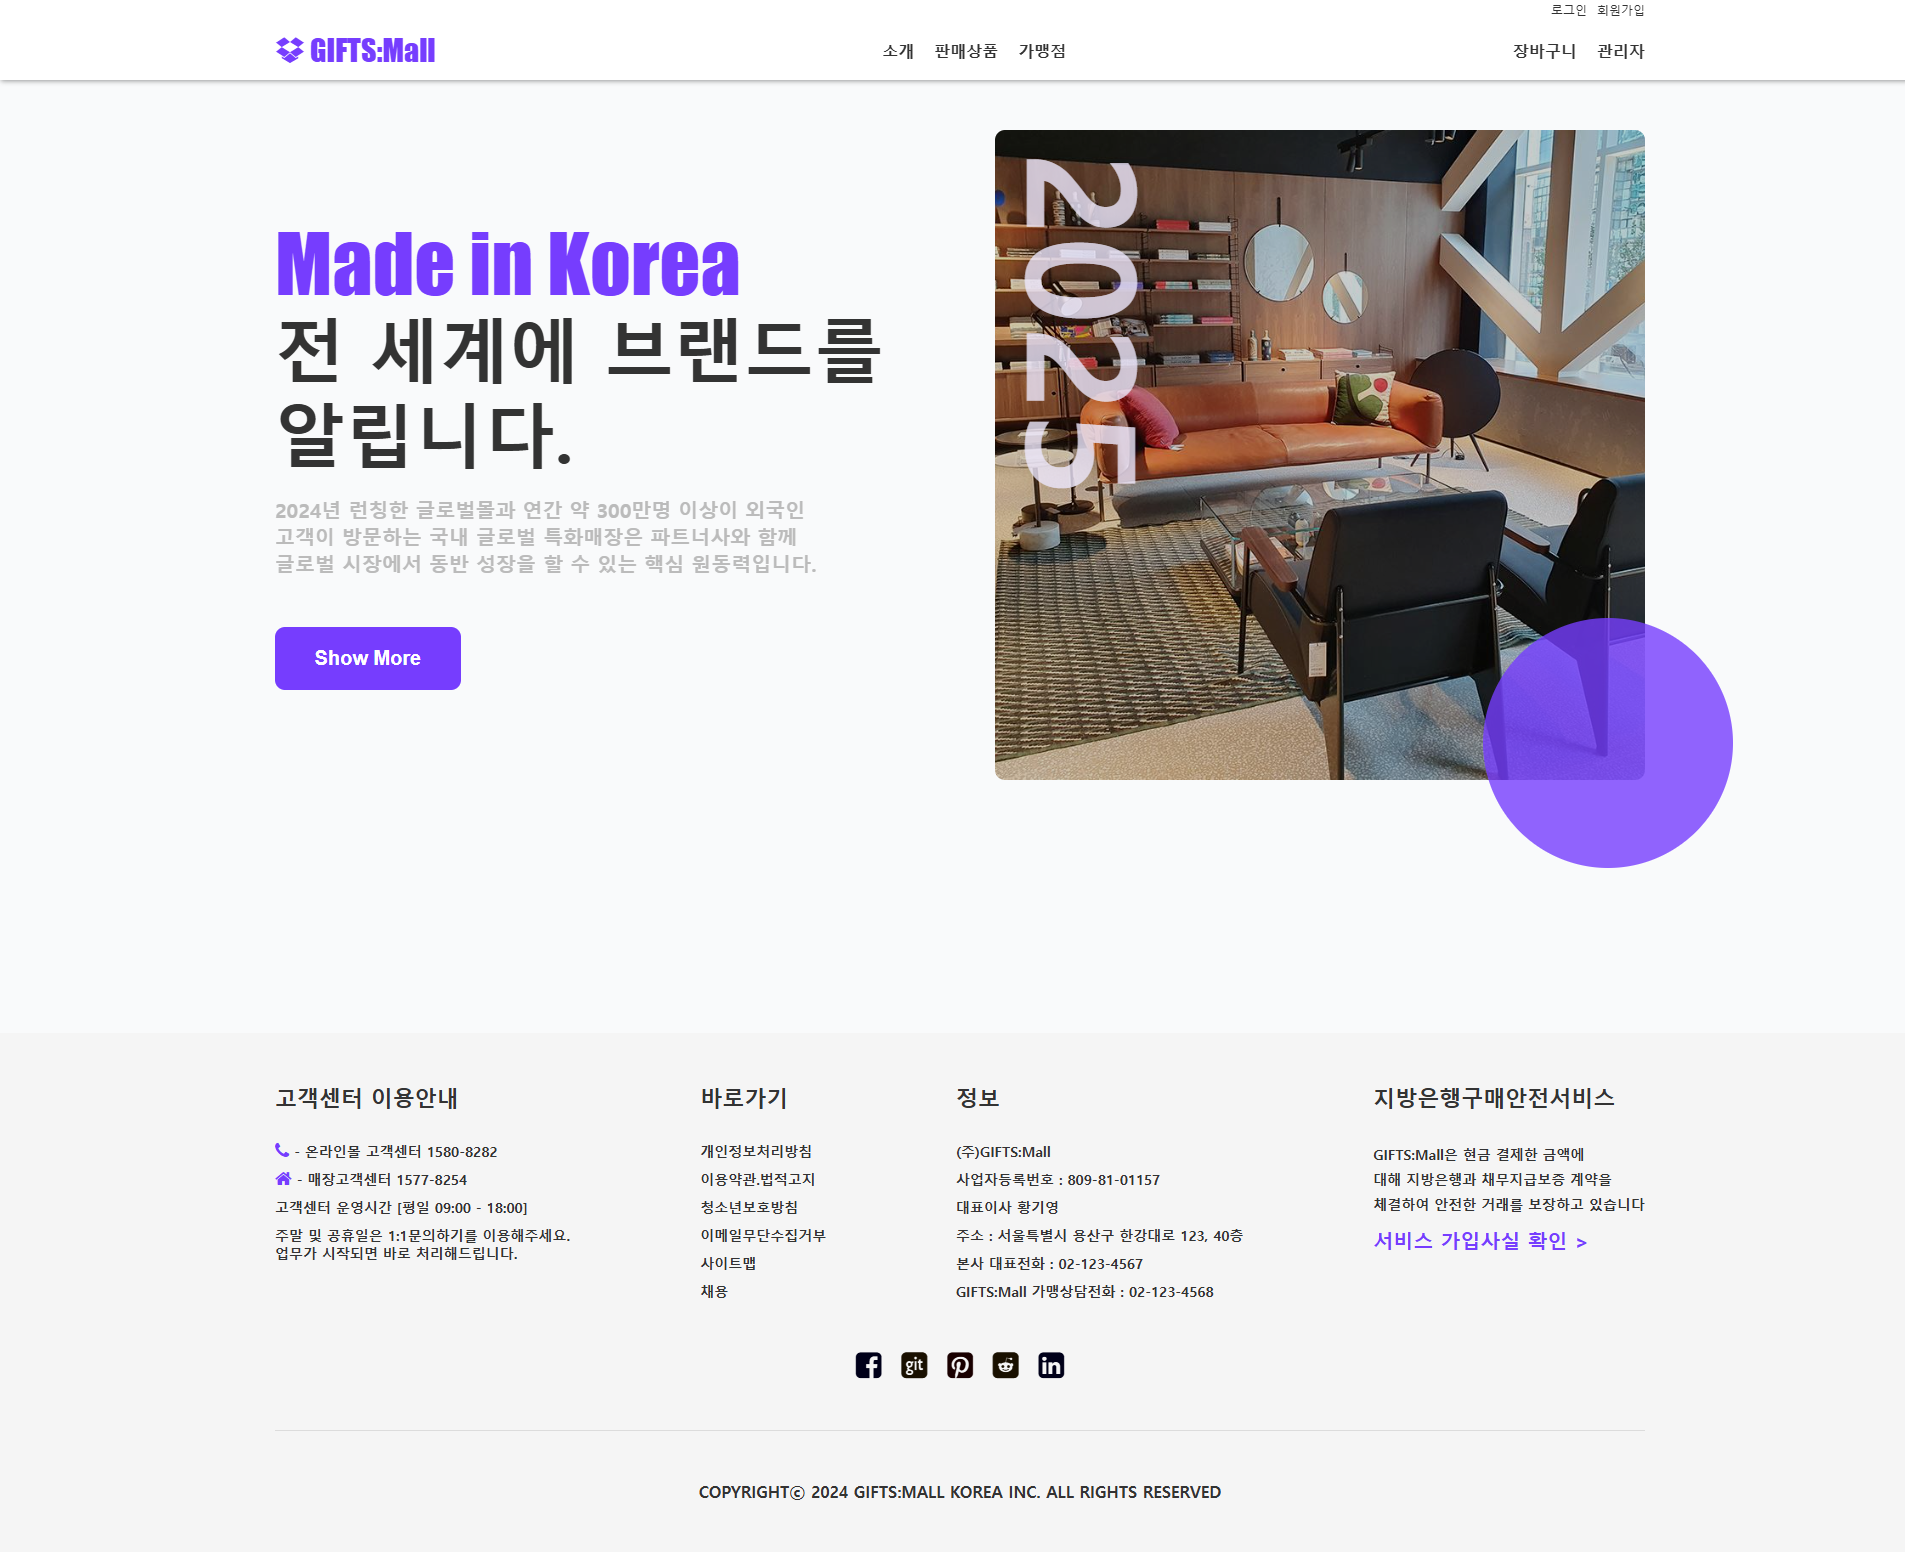 로그인 회원가입
GIFTS:Mall
소개 판매상품 가맹점
장바구니 관리자
Made in Korea
전 세계에 브랜드를
알립니다.
2024년 런칭한 글로벌몰과 연간 약 300만명 이상이 외국인
고객이 방문하는 국내 글로벌 특화매장은 파트너사와 함께
글로벌 시장에서 동반 성장을 할 수 있는 핵심 원동력입니다.
Show More
2025
고객센터 이용안내
- 온라인몰 고객센터 1580-8282
- 매장고객센터 1577-8254
고객센터 운영시간 [평일 09:00 - 18:00]
주말 및 공휴일은 1:1문의하기를 이용해주세요.
업무가 시작되면 바로 처리해드립니다.
바로가기
개인정보처리방침
이용약관.법적고지
청소년보호방침
이메일무단수집거부
사이트맵
채용
정보
(주)GIFTS:Mall
사업자등록번호 : 809-81-01157
대표이사 황기영
주소 : 서울특별시 용산구 한강대로 123, 40층
본사 대표전화 : 02-123-4567
GIFTS:Mall 가맹상담전화 : 02-123-4568
지방은행구매안전서비스
GIFTS:Mall은 현금 결제한 금액에
대해 지방은행과 채무지급보증 계약을
체결하여 안전한 거래를 보장하고 있습니다
서비스 가입사실 확인 >
git
in
COPYRIGHTⓒ 2024 GIFTS:MALL KOREA INC. ALL RIGHTS RESERVED